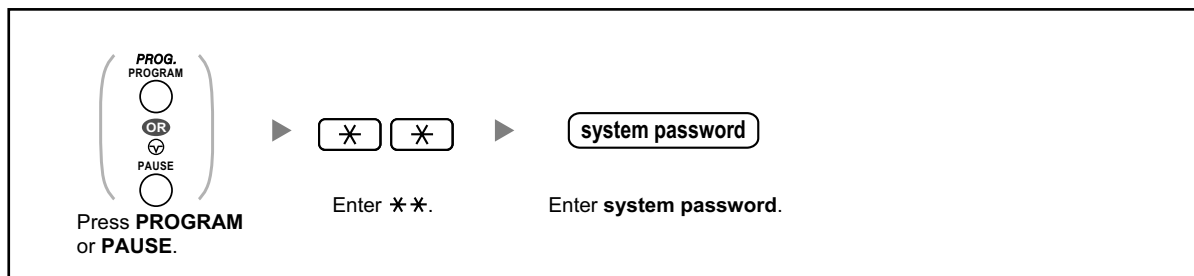 PROG.
PROGRAM
OR
PAUSE
Press PROGRAM
or PAUSE.
＊ ＊
Enter ＊＊.
system password
Enter system password.